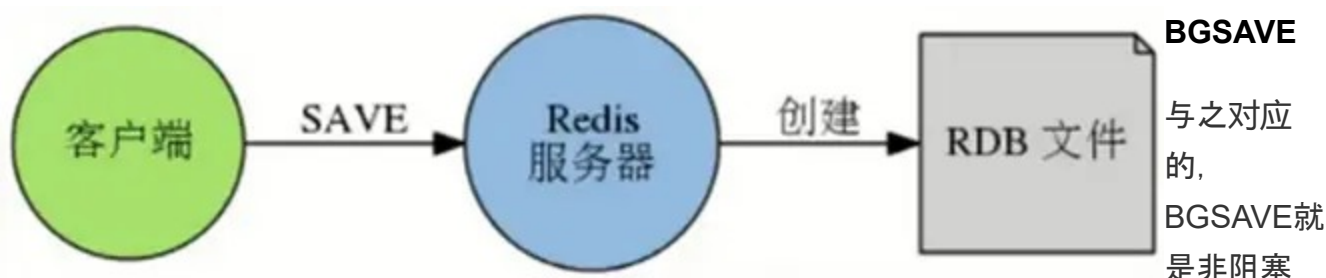 客户端
SAVE
Redis
服务器
创建
RDB 文件
BGSAVE
与之对应
的,
BGSAVE就
是非阻塞